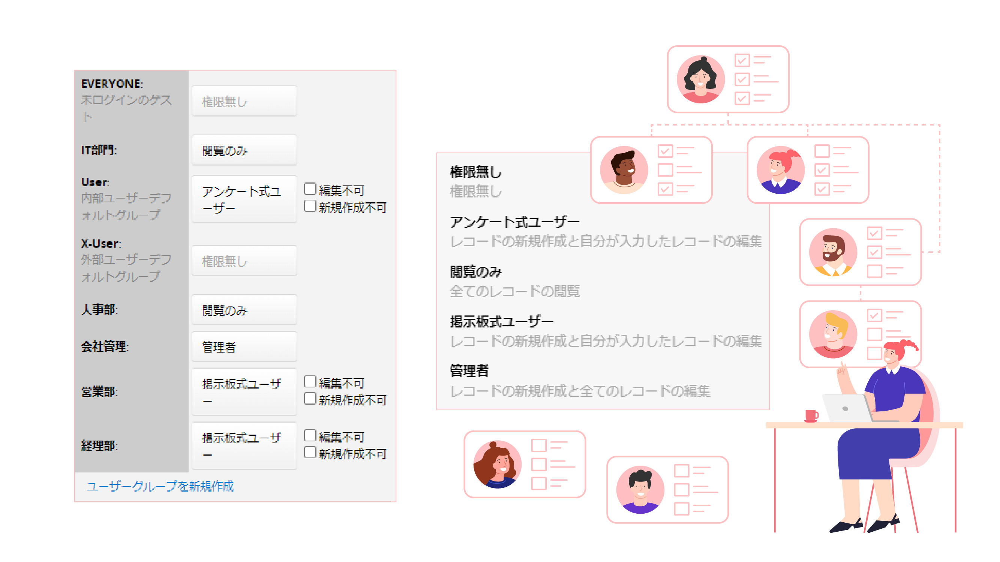 EVERYONE:
未ログインのゲス
ト
権限無し
IT部門:
閲覧のみ
User:
内部ユーザーデフ
ォルトグループ
アンケート式ユ
ーザー
編集不可
新規作成不可
X-User:
外部ユーザーデフ
ォルトグループ
権限無し
人事部:
閲覧のみ
会社管理:
管理者
営業部:
掲示板式ユーザ
ー
編集不可
新規作成不可
経理部:
掲示板式ユーザ
ー
編集不可
新規作成不可
ユーザーグループを新規作成
権限無し
権限無し
アンケート式ユーザー
レコードの新規作成と自分が入力したレコードの編集
閲覧のみ
全てのレコードの閲覧
掲示板式ユーザー
レコードの新規作成と自分が入力したレコードの編集
管理者
レコードの新規作成と全てのレコードの編集